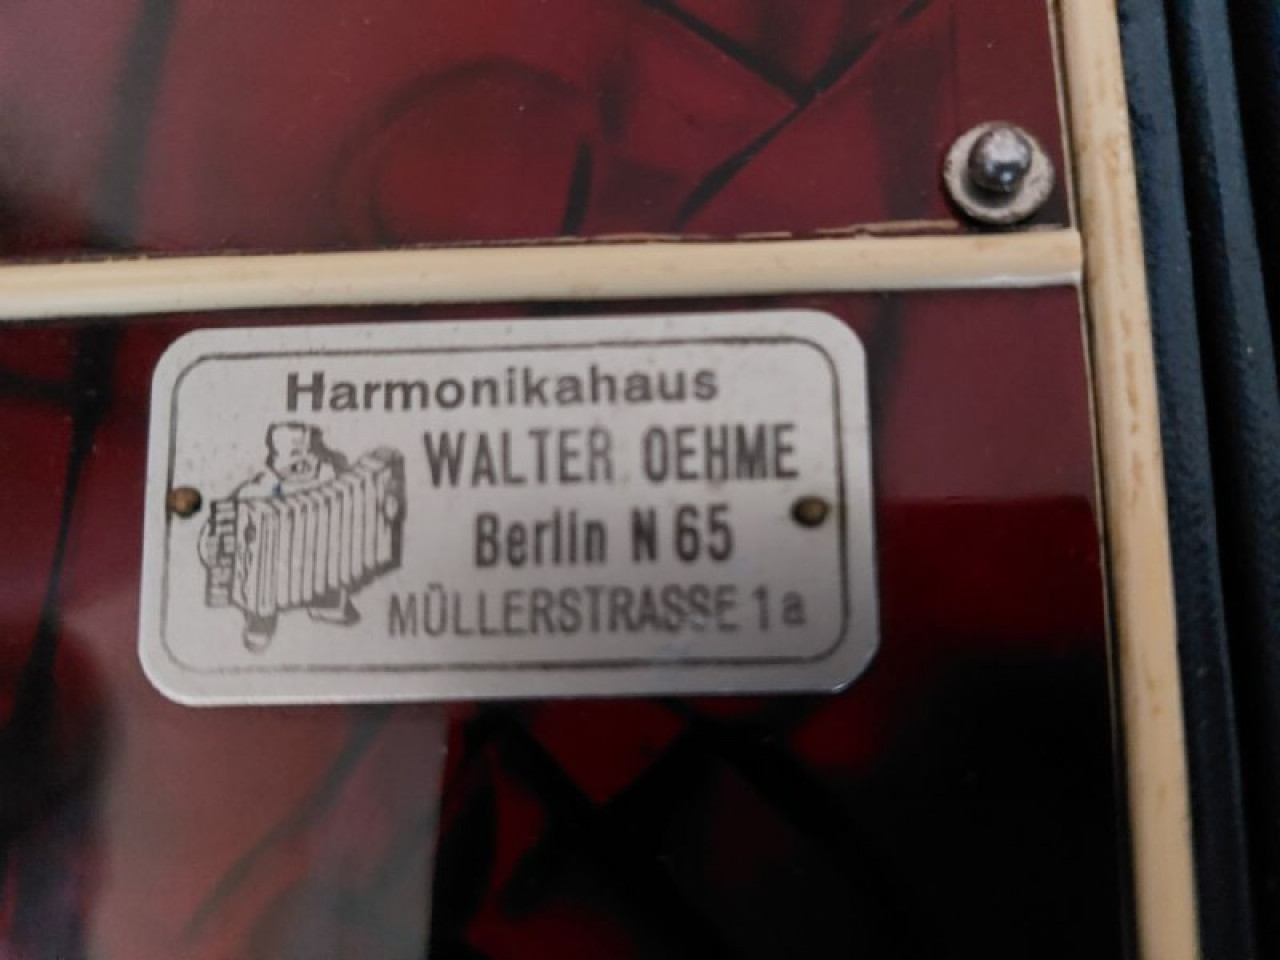 Harmonikahaus
WALTER OEHME
Berlin N 65
MÜLLERSTRASSE 1a